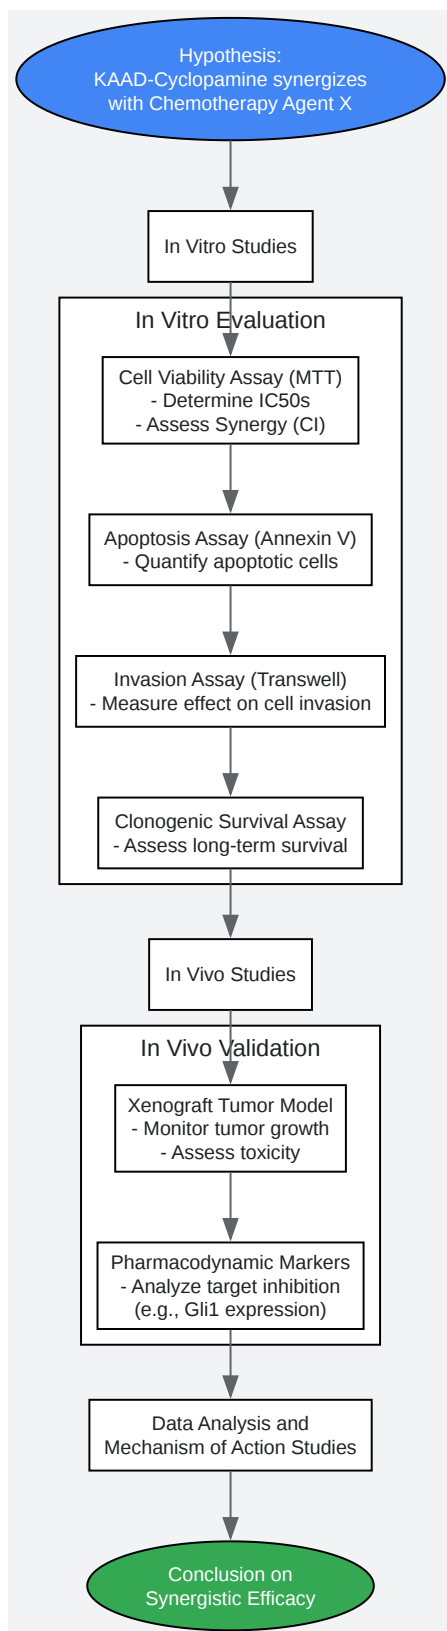 Hypothesis:
KAAD-Cyclopamine synergizes
with Chemotherapy Agent X
In Vitro Studies
In Vitro Evaluation
Cell Viability Assay (MTT)
- Determine IC50s
- Assess Synergy (CI)
Apoptosis Assay (Annexin V)
- Quantify apoptotic cells
Invasion Assay (Transwell)
- Measure effect on cell invasion
Clonogenic Survival Assay
- Assess long-term survival
In Vivo Studies
In Vivo Validation
Xenograft Tumor Model
- Monitor tumor growth
- Assess toxicity
Pharmacodynamic Markers
- Analyze target inhibition
(e.g., Gli1 expression)
Data Analysis and
Mechanism of Action Studies
Conclusion on
Synergistic Efficacy